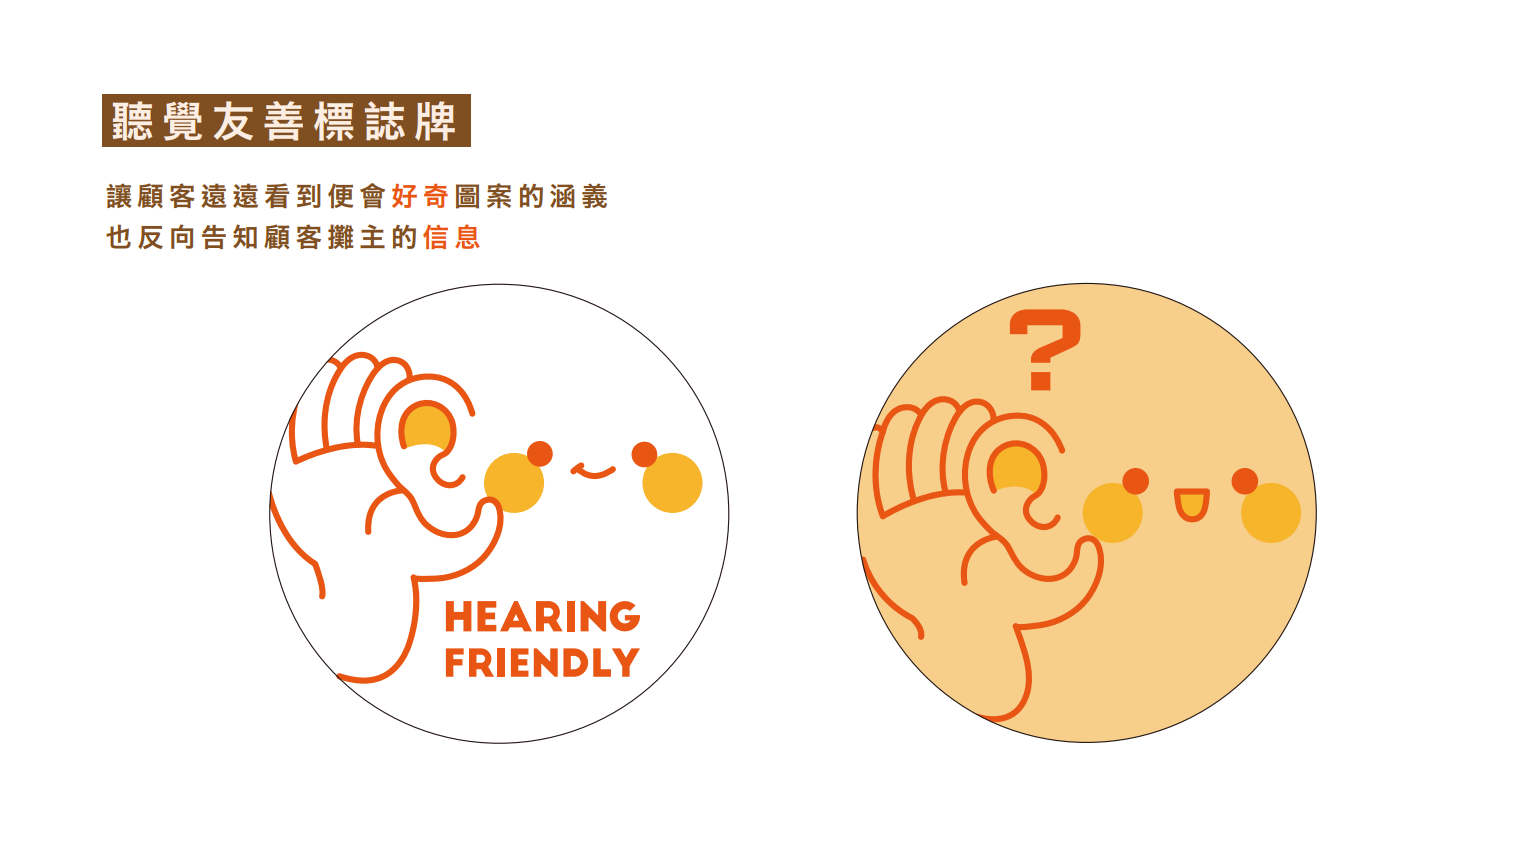 聽覺友善標誌牌
讓顧客遠遠看到便會好奇圖案的涵義
也反向告知顧客攤主的信息
?
HEARING
FRIENDLY